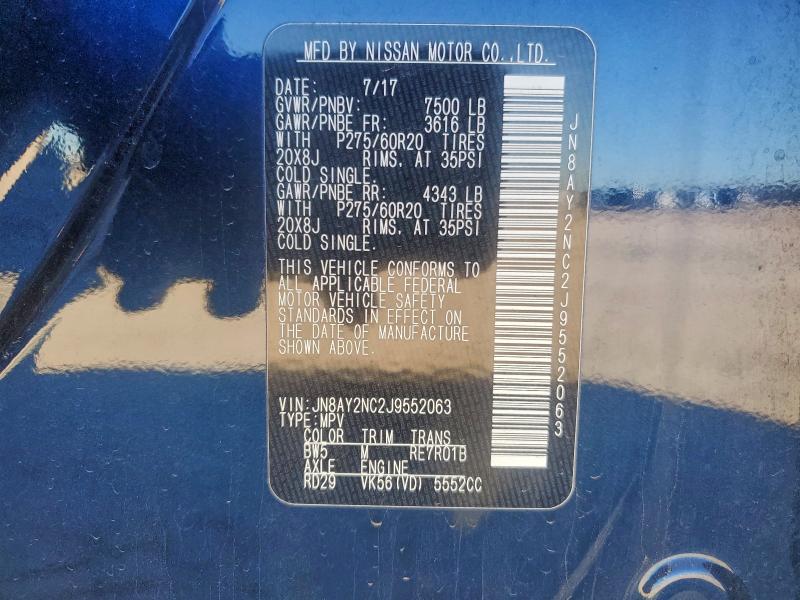 MFD BY NISSAN MOTOR CO.,LTD.
DATE: 7/17
GVWR/PNBV: 7500 LB
GAWR/PNBE FR: 3616 LB
WITH P275/60R20 TIRES
20X8J RIMS. AT 35PSI
COLD SINGLE.
GAWR/PNBE RR: 4343 LB
WITH P275/60R20 TIRES
20X8J RIMS. AT 35PSI
COLD SINGLE.
THIS VEHICLE CONFORMS TO
ALL APPLICABLE FEDERAL
MOTOR VEHICLE SAFETY
STANDARDS IN EFFECT ON
THE DATE OF MANUFACTURE
SHOWN ABOVE.
VIN:JN8AY2NC2J9552063
TYPE:MPV
COLOR TRIM TRANS
BW5 M RE7R01B
AXLE ENGINE
RD29 VK56(VD) 5552CC
JN8AY2NC2J9552063